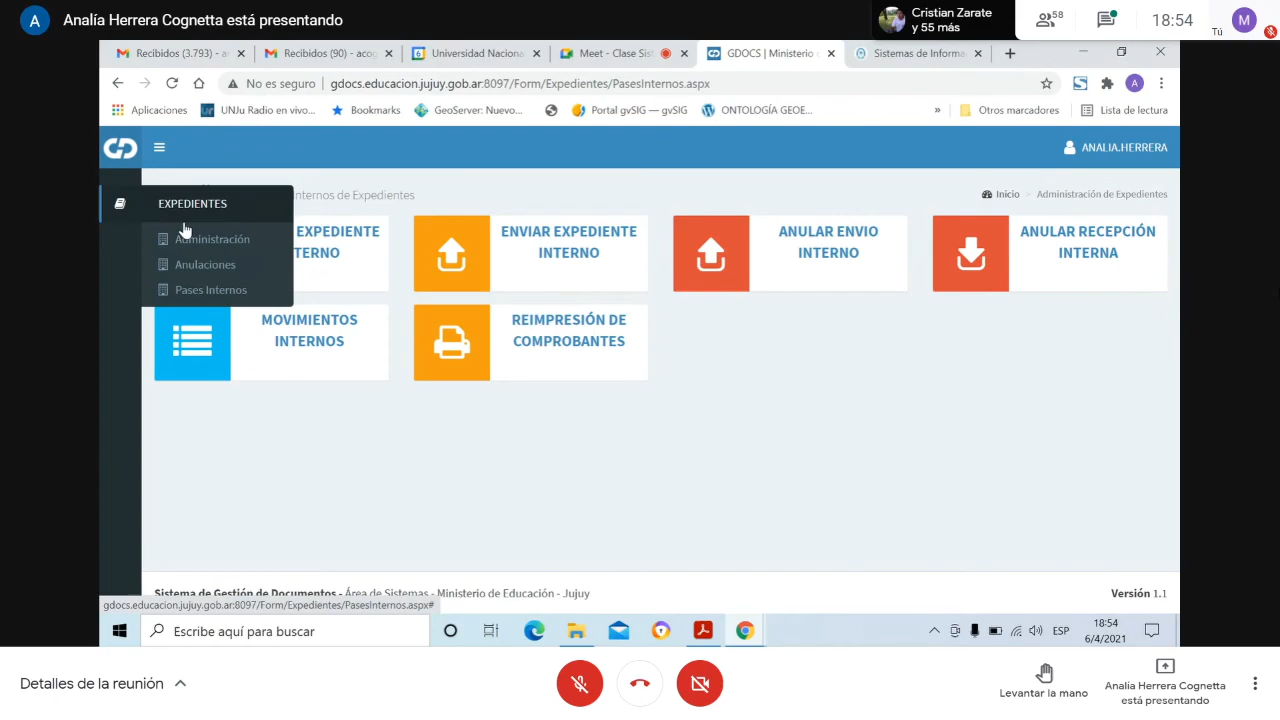 A
Analía Herrera Cognetta está presentando
Cristian Zarate
y 55 más
58
18:54
Tú
M
Recibidos (3.793) - a
Recibidos (90) - acog
Universidad Naciona
Meet - Clase Sis
GDOCS | Ministerio
Sistemas de Informa
No es seguro | gdocs.educacion.jujuy.gob.ar:8097/Form/Expedientes/PasesInternos.aspx
A
Aplicaciones
UNJu Radio en vivo...
Bookmarks
GeoServer: Nuevo...
Portal gvSIG — gvSIG
ONTOLOGÍA GEOE...
»
Otros marcadores
Lista de lectura
GD
ANALIA.HERRERA
EXPEDIENTES
Administración
Anulaciones
Pases Internos
nternos de Expedientes
Inicio > Administración de Expedientes
EXPEDIENTE
TERNO
ENVIAR EXPEDIENTE
INTERNO
ANULAR ENVIO
INTERNO
ANULAR RECEPCIÓN
INTERNA
MOVIMIENTOS
INTERNOS
REIMPRESIÓN DE
COMPROBANTES
Sistema de Gestión de Documentos - Área de Sistemas - Ministerio de Educación - Jujuy
Versión 1.1
gdocs.educacion.jujuy.gob.ar:8097/Form/Expedientes/PasesInternos.aspx#
Escribe aquí para buscar
ESP
18:54
6/4/2021
Detalles de la reunión
Levantar la mano
Analía Herrera Cognetta
está presentando